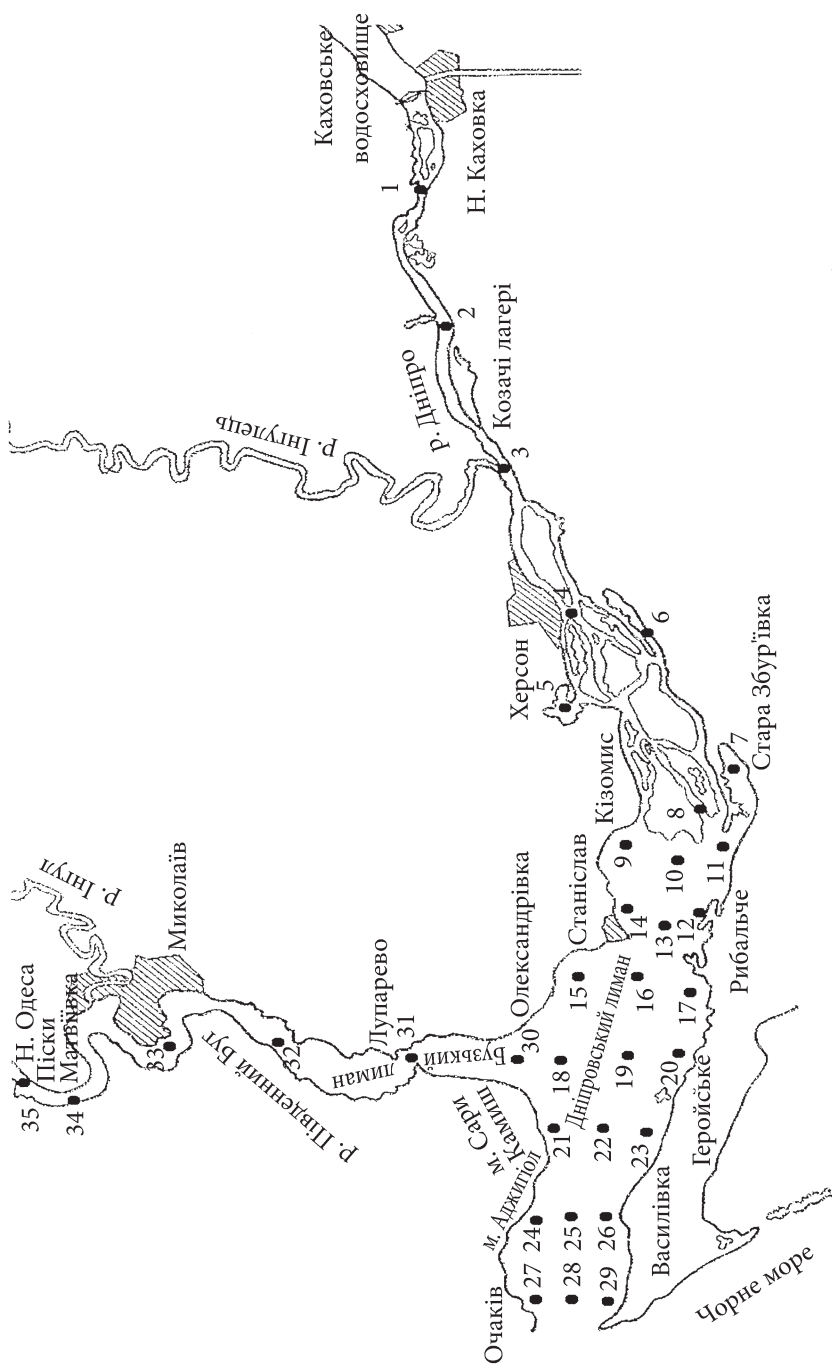 Каховське
водосховище
Н. Каховка
1
2
р. Дніпро
Козачі лагері
3
р. Інгулець
Херсон
4
5
6
Кізомис
7
Стара Збур'ївка
8
9
10
11
Станіслав
14
13
12
Рибальче
15
16
17
Олександрівка
30
18
19
20
Дніпровський лиман
Геройське
р. Інгул
Миколаїв
Н. Одеса
Піски
Матвіївка
35
34
33
р. Південний Буг
32
Лупарево
31
Бузький
лиман
м. Сари
Камиш
21
22
23
м. Аджигіол
24
25
26
Василівка
Очаків
27
28
29
Чорне море